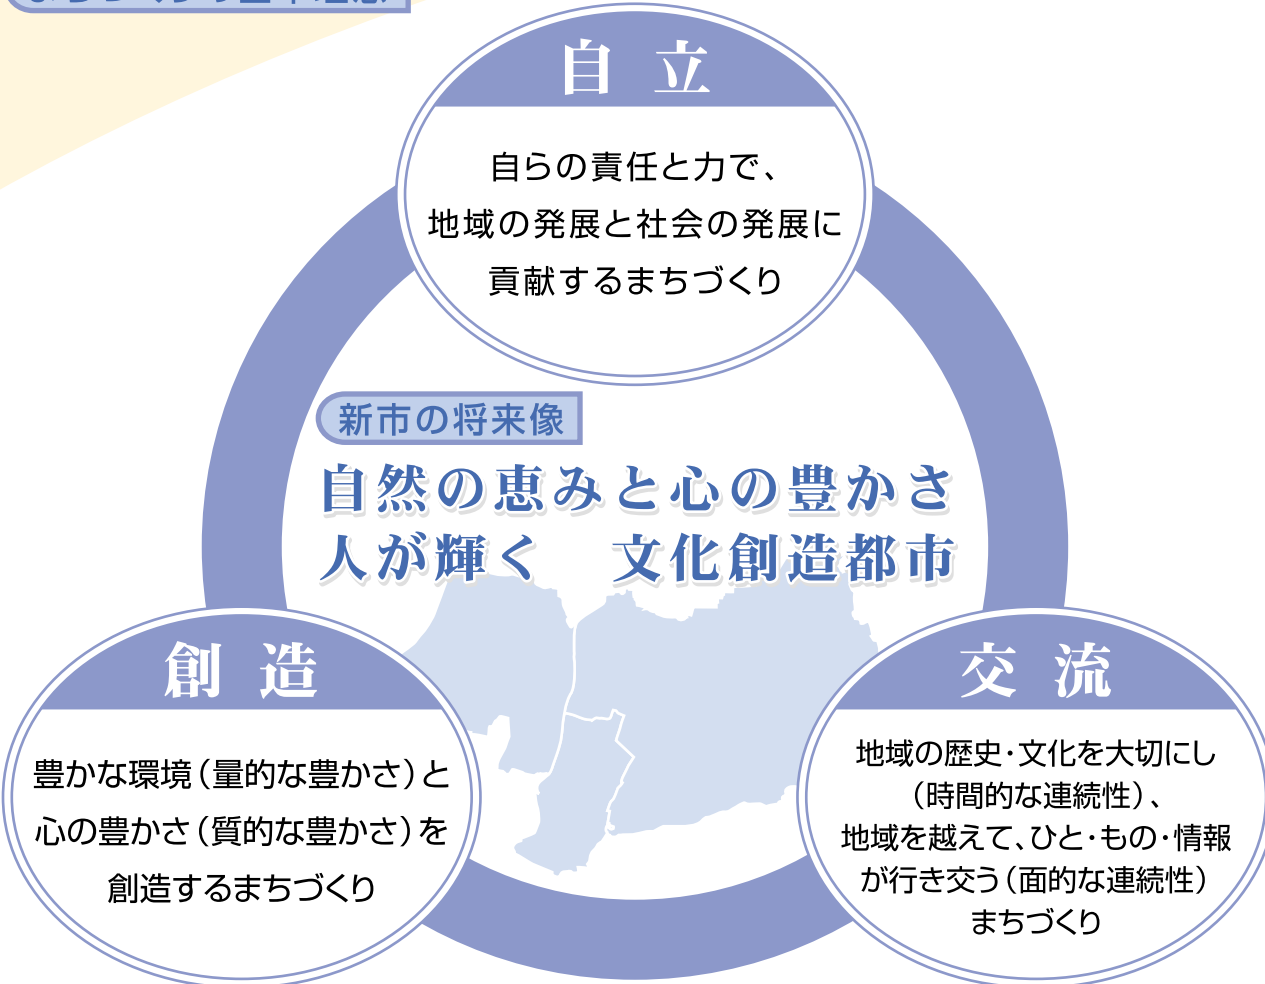 自立
自らの責任と力で、
地域の発展と社会の発展に
貢献するまちづくり
新市の将来像
自然の恵みと心の豊かさ
人が輝く　文化創造都市
創造
豊かな環境（量的な豊かさ）と
心の豊かさ（質的な豊かさ）を
創造するまちづくり
交流
地域の歴史・文化を大切にし
（時間的な連続性）、
地域を越えて、ひと・もの・情報
が行き交う（面的な連続性）
まちづくり